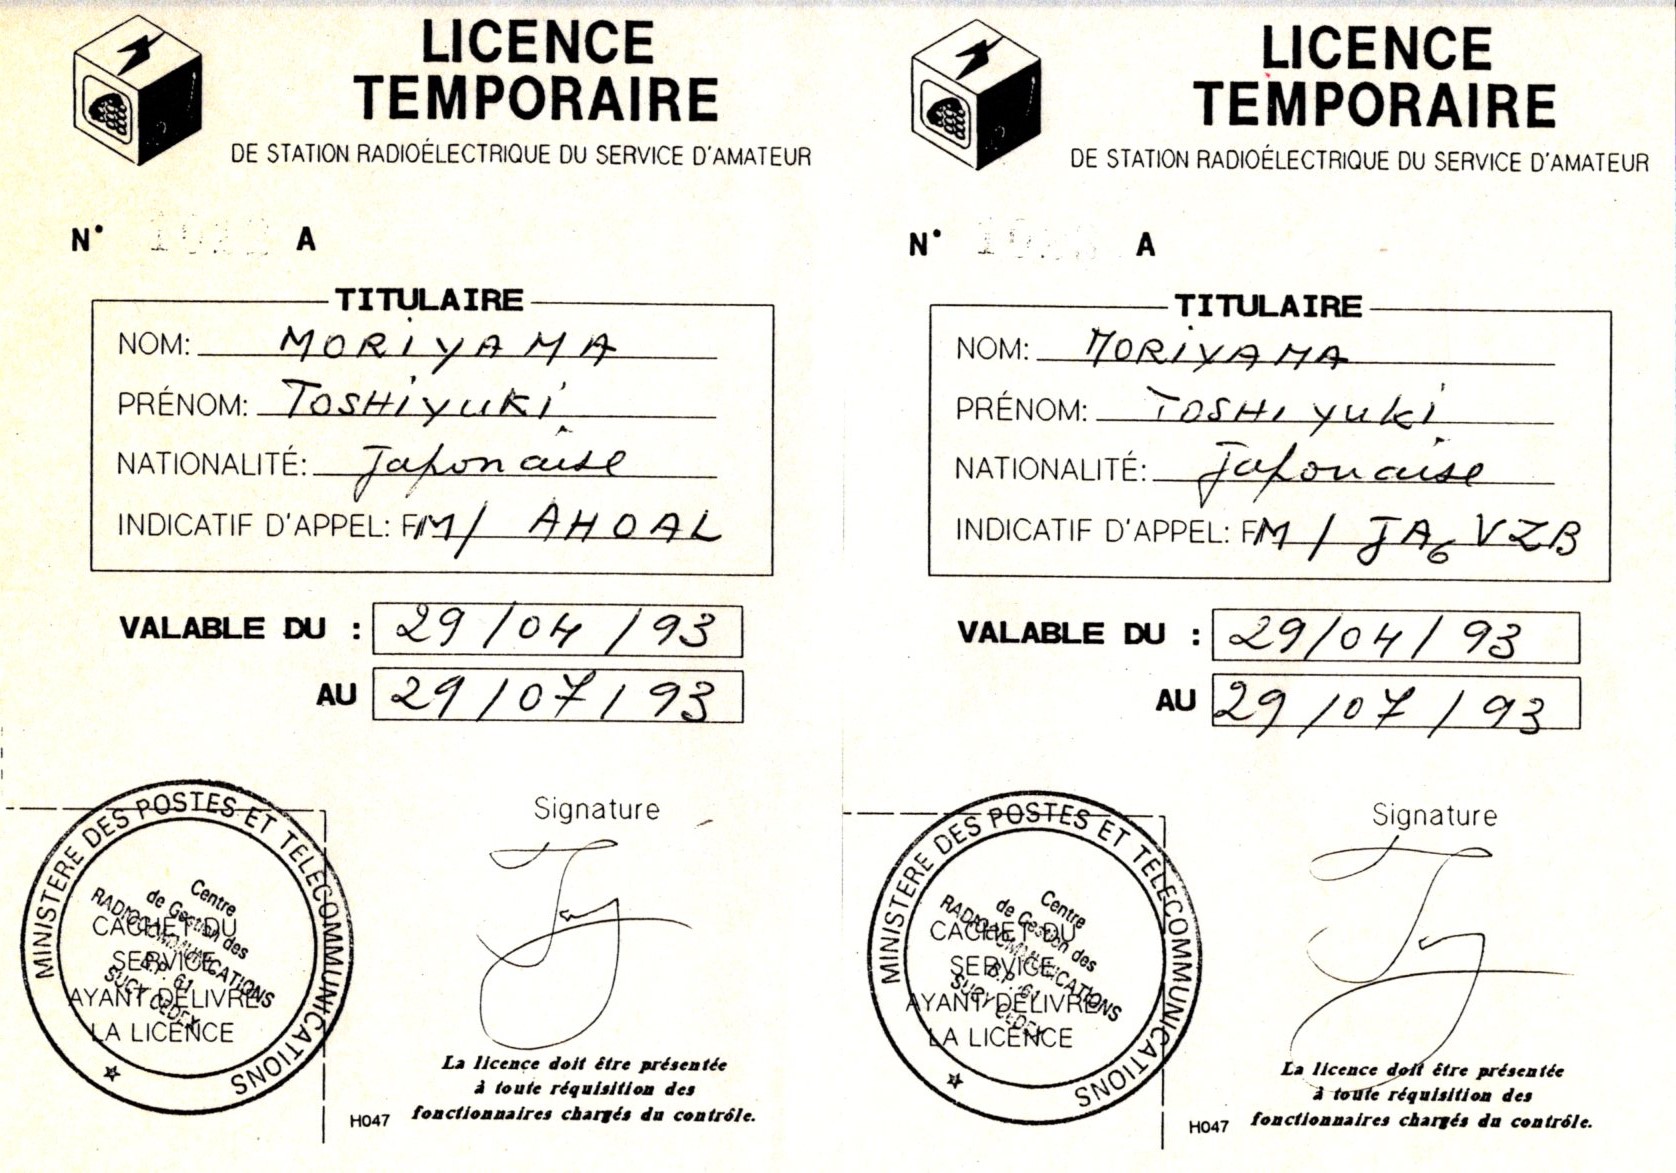 LICENCE
TEMPORAIRE
DE STATION RADIOÉLECTRIQUE DU SERVICE D'AMATEUR
N° A
TITULAIRE
NOM: MORIYAMA
PRÉNOM: TOSHIYUKI
NATIONALITÉ: Japonaise
INDICATIF D'APPEL: FM/ AHOAL
VALABLE DU : 29/04/93
AU 29/07/93
MINISTERE DES POSTES ET TELECOMMUNICATIONS
Centre
de Gestion des
RADIOCOMMUNICATIONS
B.P. 61
SUCY CEDEX
CACHET DU
SERVICE
AYANT DÉLIVRÉ
LA LICENCE
Signature
La licence doit être présentée
à toute réquisition des
fonctionnaires chargés du contrôle.
H047
LICENCE
TEMPORAIRE
DE STATION RADIOÉLECTRIQUE DU SERVICE D'AMATEUR
N° A
TITULAIRE
NOM: MORIYAMA
PRÉNOM: TOSHIYUKI
NATIONALITÉ: Japonaise
INDICATIF D'APPEL: FM/ JA6VZB
VALABLE DU : 29/04/93
AU 29/07/93
MINISTERE DES POSTES ET TELECOMMUNICATIONS
Centre
de Gestion des
RADIOCOMMUNICATIONS
B.P. 61
SUCY CEDEX
CACHET DU
SERVICE
AYANT DÉLIVRÉ
LA LICENCE
Signature
La licence doit être présentée
à toute réquisition des
fonctionnaires chargés du contrôle.
H047